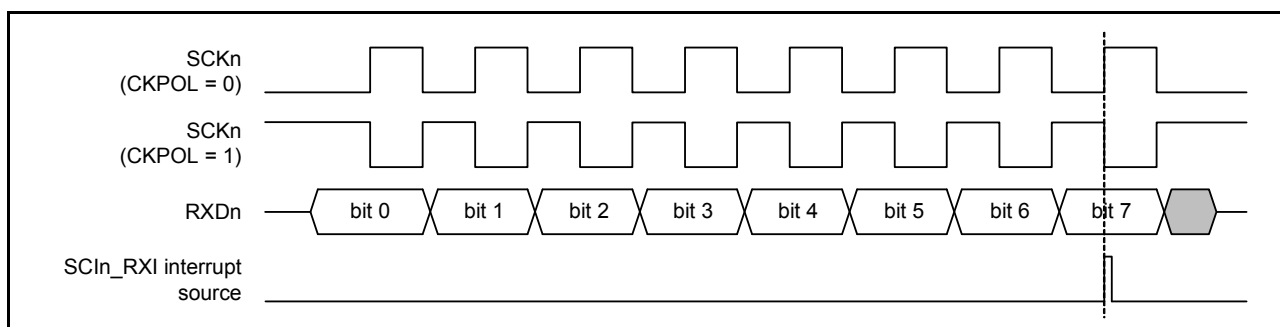 SCKn
(CKPOL = 0)
SCKn
(CKPOL = 1)
RXDn
bit 0 bit 1 bit 2 bit 3 bit 4 bit 5 bit 6 bit 7
SCIn_RXI interrupt
source